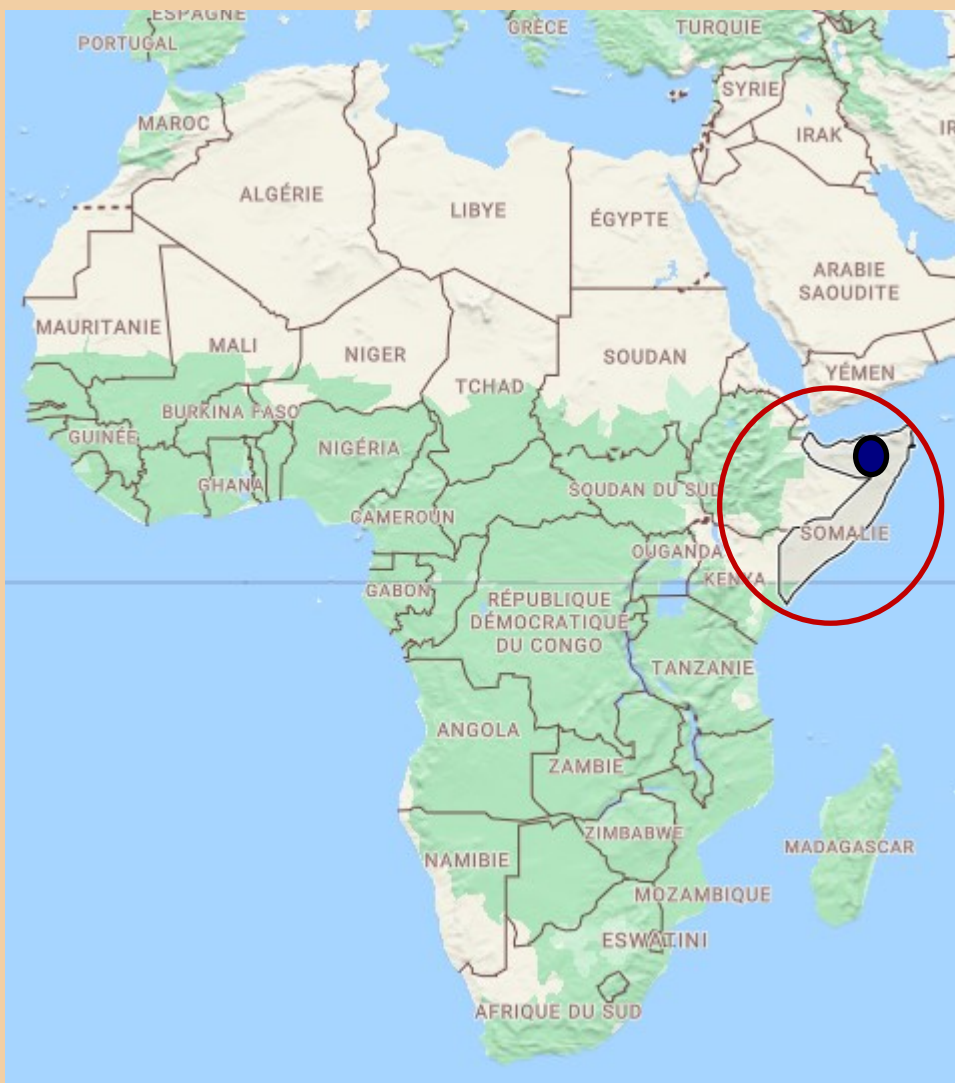 ESPAGNE
PORTUGAL
GRÈCE
TURQUIE
SYRIE
MAROC
IRAK
IR
ALGÉRIE
LIBYE
ÉGYPTE
ARABIE
SAOUDITE
MAURITANIE
MALI
NIGER
TCHAD
SOUDAN
YÉMEN
BURKINA FASO
GUINÉE
NIGÉRIA
GHANA
SOUDAN DU SUD
CAMEROUN
SOMALIE
OUGANDA
KENYA
GABON
RÉPUBLIQUE
DÉMOCRATIQUE
DU CONGO
TANZANIE
ANGOLA
ZAMBIE
ZIMBABWE
MADAGASCAR
NAMIBIE
MOZAMBIQUE
ESWATINI
AFRIQUE DU SUD